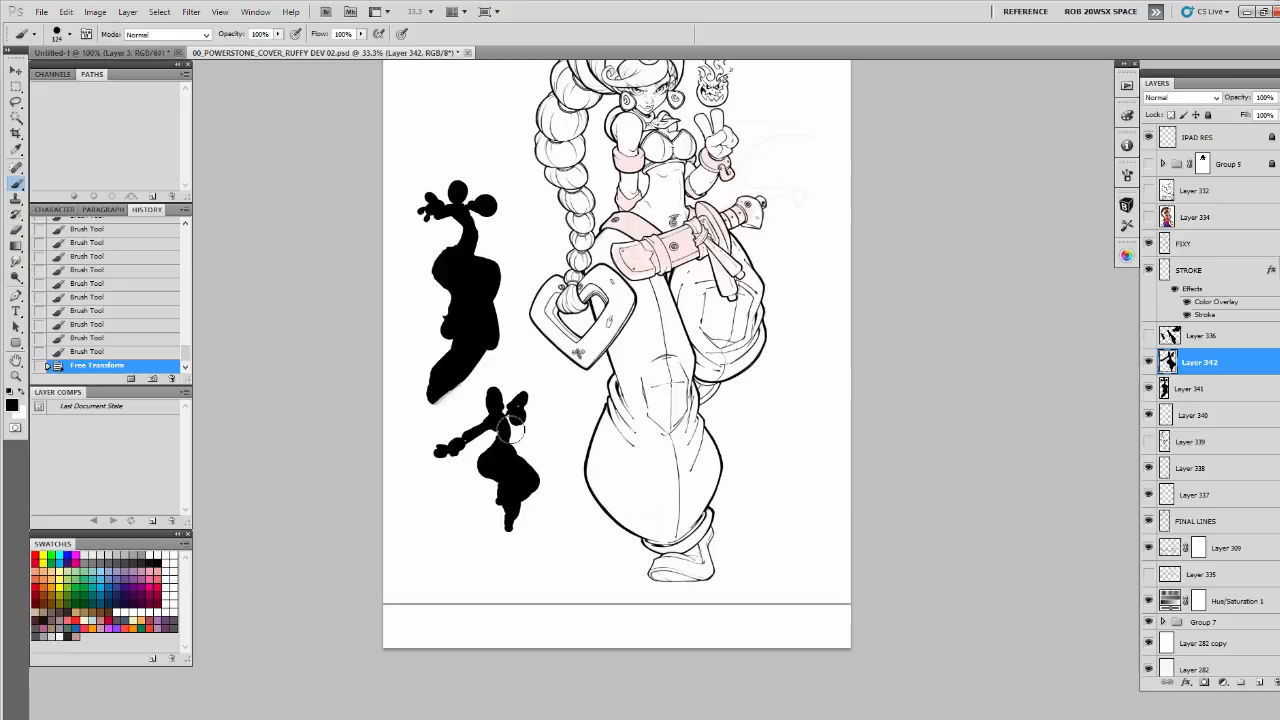 Ps File Edit Image Layer Select Filter View Window Help Br Mb 33.3 REFERENCE ROB 20WSX SPACE CS Live
124 Mode: Normal Opacity: 100% Flow: 100%
Untitled-1 @ 100% (Layer 3, RGB/8#) * 00_POWERSTONE_COVER_RUFFY DEV 02.psd @ 33.3% (Layer 342, RGB/8*) *
CHANNELS PATHS
CHARACTER PARAGRAPH HISTORY
Brush Tool
Brush Tool
Brush Tool
Brush Tool
Brush Tool
Brush Tool
Brush Tool
Brush Tool
Brush Tool
Brush Tool
Free Transform
LAYER COMPS
Last Document State
SWATCHES
LAYERS
Normal Opacity: 100%
Lock: Fill: 100%
IPAD RES
Group 5
Layer 332
Layer 334
FIXY
STROKE fx
Effects
Color Overlay
Stroke
Layer 336
Layer 342
Layer 341
Layer 340
Layer 339
Layer 338
Layer 337
FINAL LINES
Layer 309
Layer 335
Hue/Saturation 1
Group 7
Layer 282 copy
Layer 282